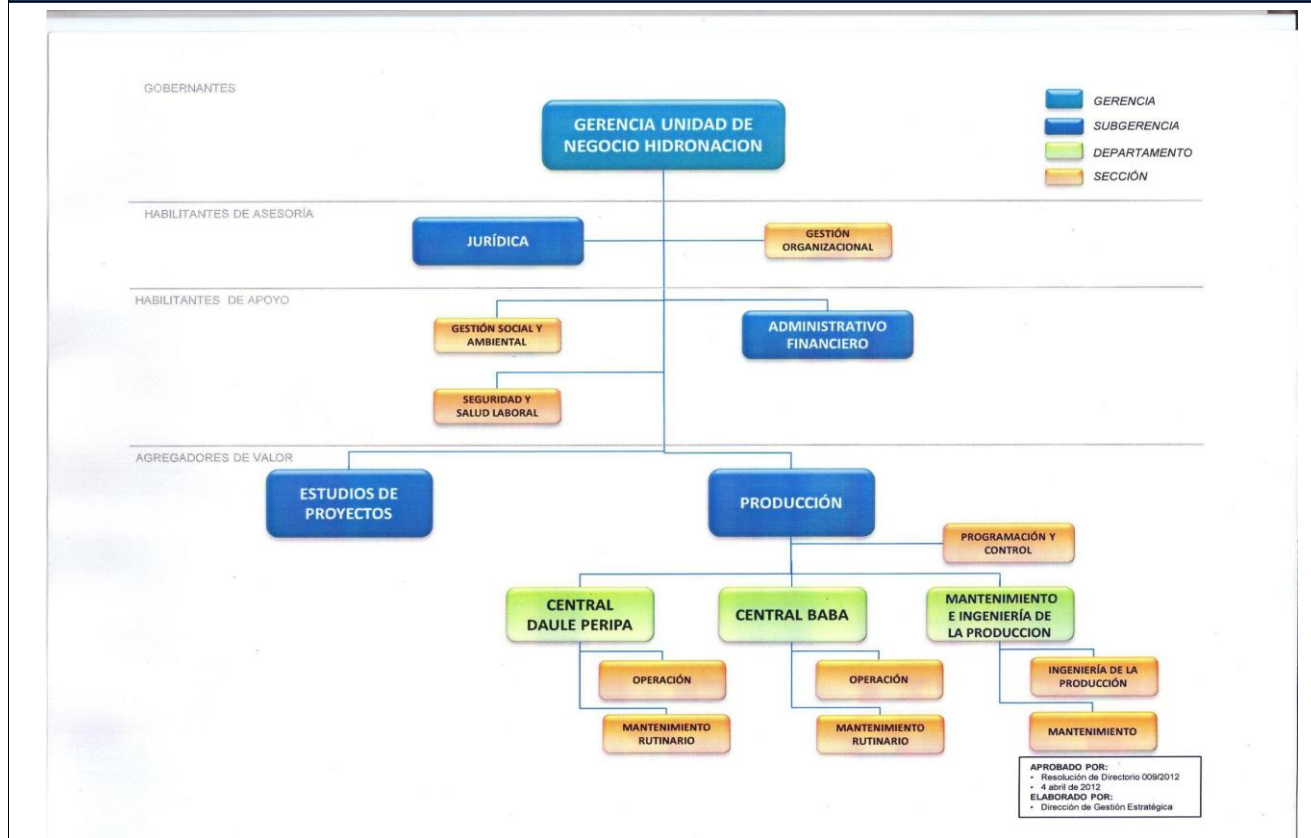 GOBERNANTES
GERENCIA UNIDAD DE
NEGOCIO HIDRONACION
GERENCIA
SUBGERENCIA
DEPARTAMENTO
SECCIÓN
HABILITANTES DE ASESORÍA
JURÍDICA
GESTIÓN
ORGANIZACIONAL
HABILITANTES DE APOYO
GESTIÓN SOCIAL Y
AMBIENTAL
ADMINISTRATIVO
FINANCIERO
SEGURIDAD Y
SALUD LABORAL
AGREGADORES DE VALOR
ESTUDIOS DE
PROYECTOS
PRODUCCIÓN
PROGRAMACIÓN Y
CONTROL
CENTRAL
DAULE PERIPA
CENTRAL BABA
MANTENIMIENTO
E INGENIERÍA DE
LA PRODUCCION
OPERACIÓN
OPERACIÓN
INGENIERÍA DE LA
PRODUCCIÓN
MANTENIMIENTO
RUTINARIO
MANTENIMIENTO
RUTINARIO
MANTENIMIENTO
APROBADO POR:
• Resolución de Directorio 009/2012
• 4 abril de 2012
ELABORADO POR:
• Dirección de Gestión Estratégica